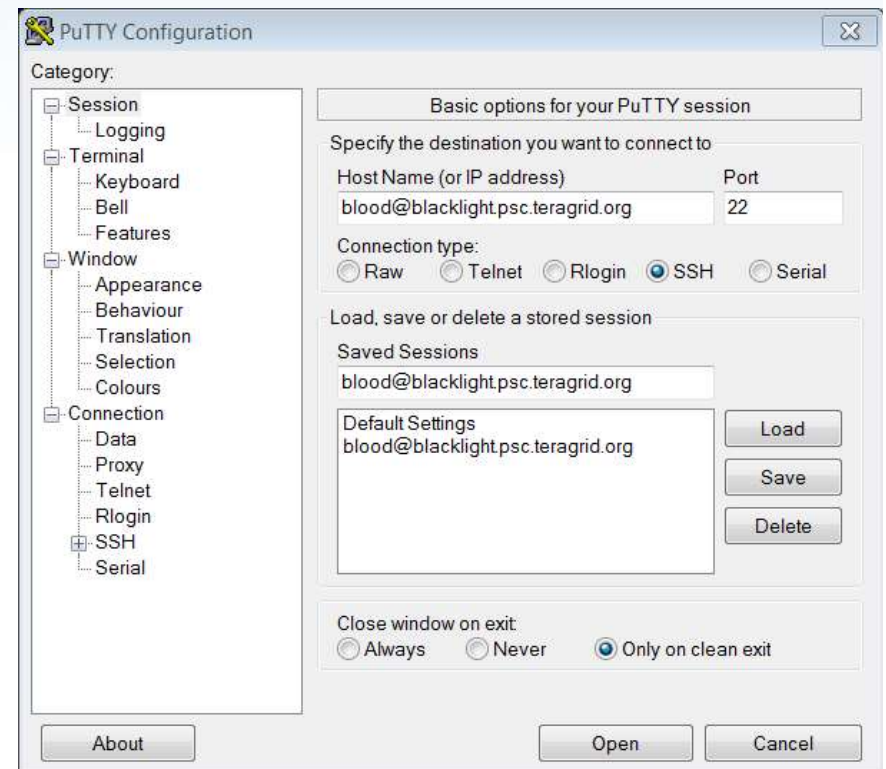 PuTTY Configuration
Category:
Session
Logging
Terminal
Keyboard
Bell
Features
Window
Appearance
Behaviour
Translation
Selection
Colours
Connection
Data
Proxy
Telnet
Rlogin
SSH
Serial
Basic options for your PuTTY session
Specify the destination you want to connect to
Host Name (or IP address) Port
blood@blacklight.psc.teragrid.org 22
Connection type:
Raw Telnet Rlogin SSH Serial
Load, save or delete a stored session
Saved Sessions
blood@blacklight.psc.teragrid.org
Default Settings
blood@blacklight.psc.teragrid.org
Load
Save
Delete
Close window on exit:
Always Never Only on clean exit
About Open Cancel